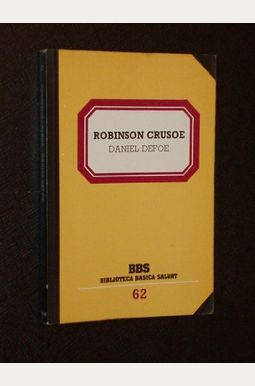 ROBINSON CRUSOE
DANIEL DEFOE
BBS
BIBLIOTECA BASICA SALVAT
62